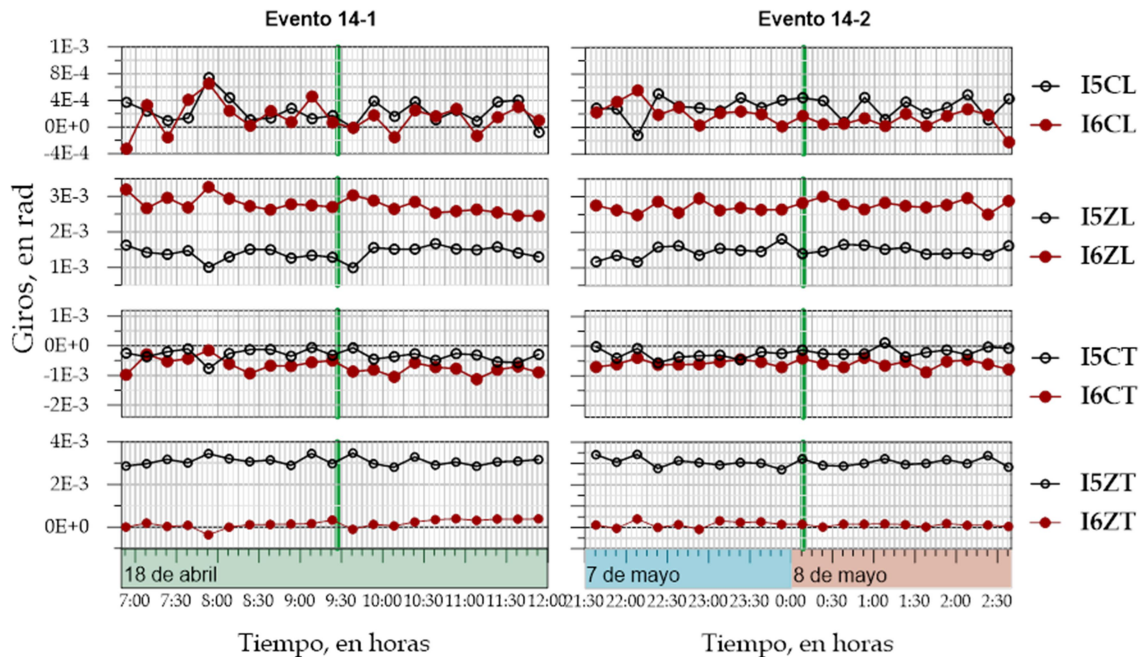 Evento 14-1
Evento 14-2
1E-3
8E-4
4E-4
0E+0
-4E-4
I5CL
I6CL
3E-3
2E-3
1E-3
I5ZL
I6ZL
1E-3
0E+0
-1E-3
-2E-3
I5CT
I6CT
4E-3
2E-3
0E+0
I5ZT
I6ZT
Giros, en rad
18 de abril
7 de mayo
8 de mayo
7:00 7:30 8:00 8:30 9:00 9:30 10:00 10:30 11:00 11:30 12:00
21:30 22:00 22:30 23:00 23:30 0:00 0:30 1:00 1:30 2:00 2:30
Tiempo, en horas
Tiempo, en horas